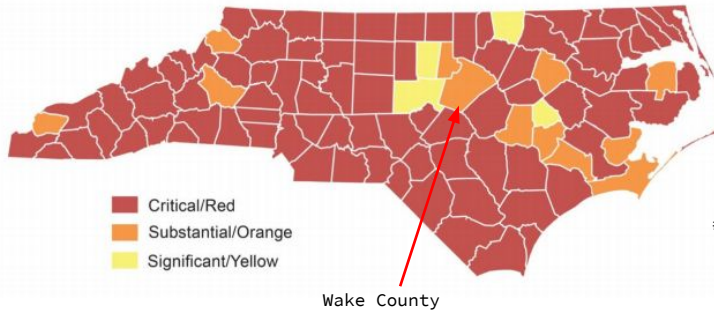 Critical/Red
Substantial/Orange
Significant/Yellow
Wake County